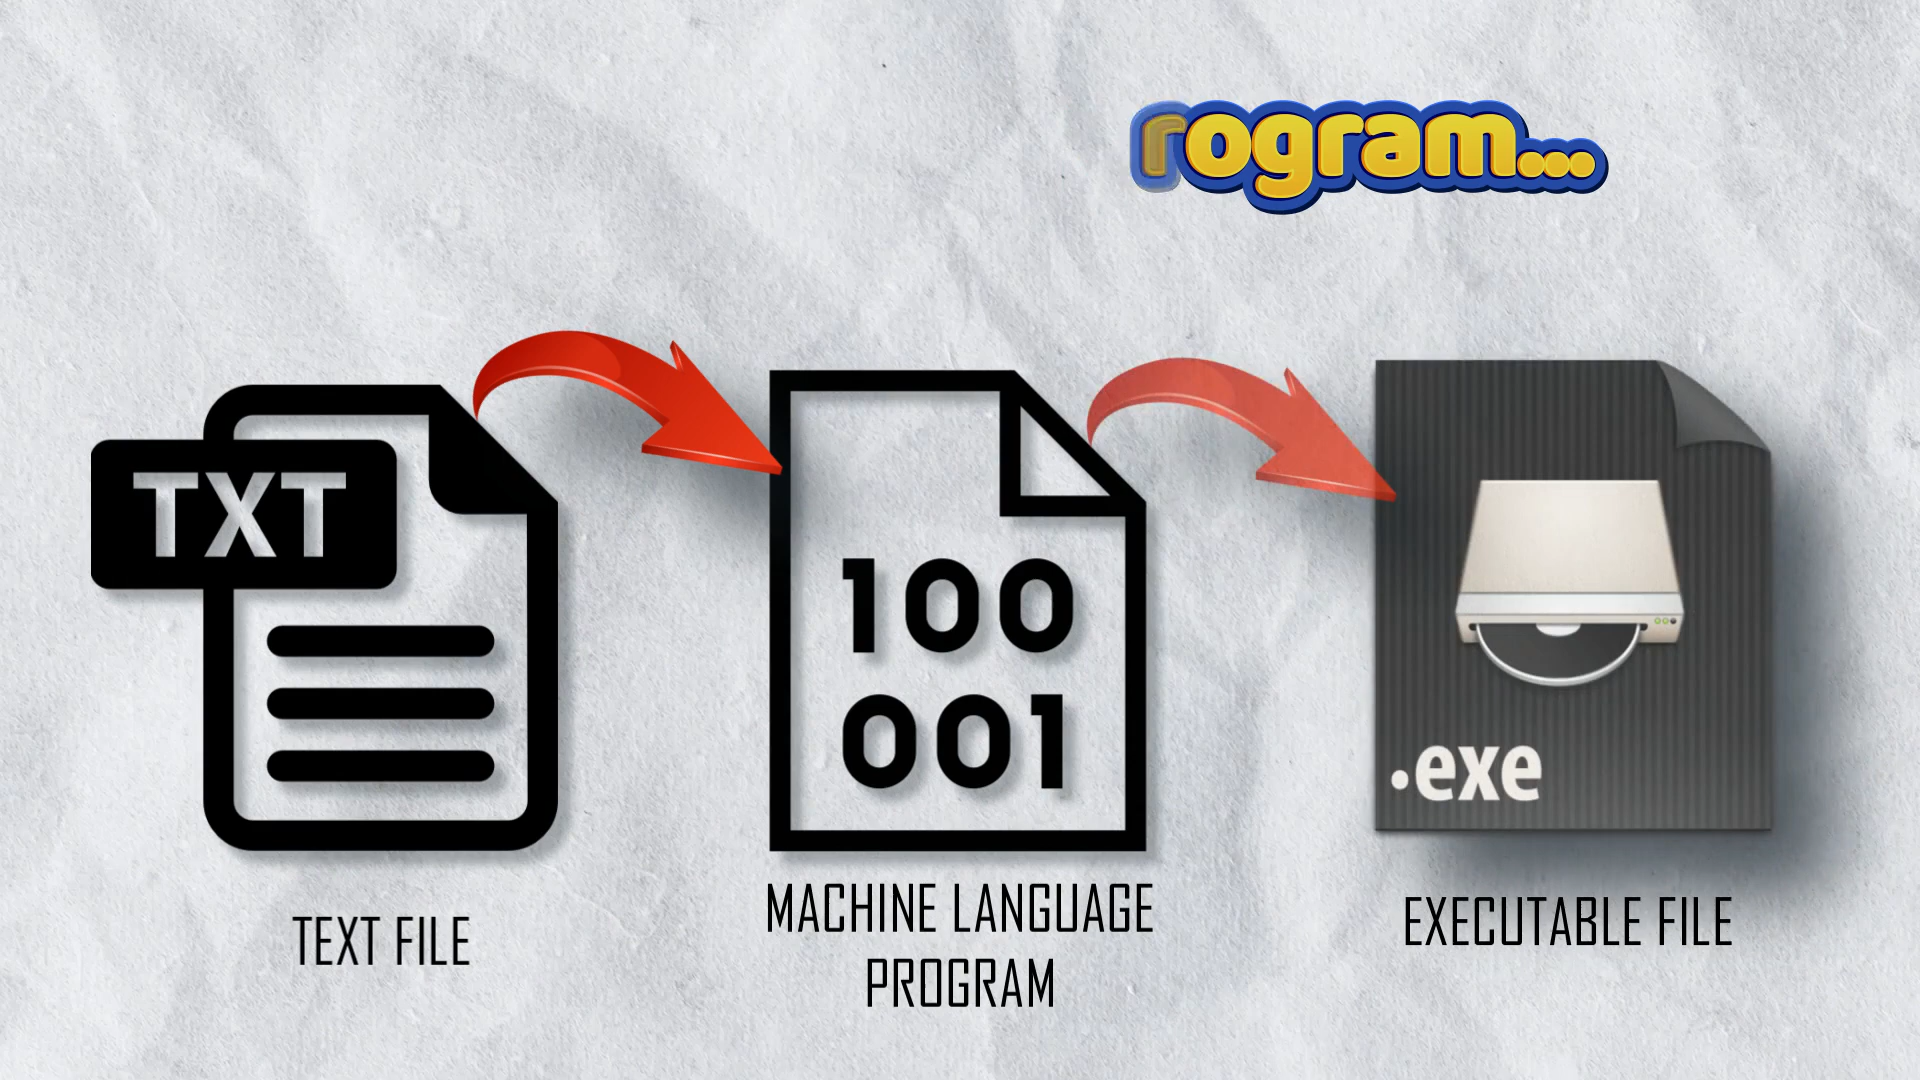 rogram...
TXT
100
001
.exe
TEXT FILE
MACHINE LANGUAGE
PROGRAM
EXECUTABLE FILE